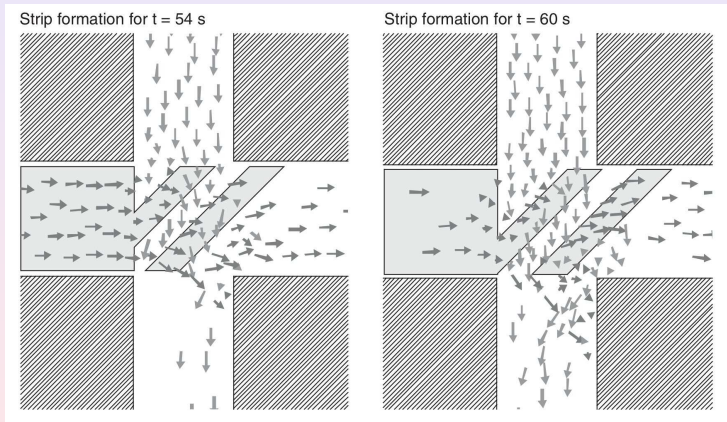 Strip formation for t = 54 s
Strip formation for t = 60 s